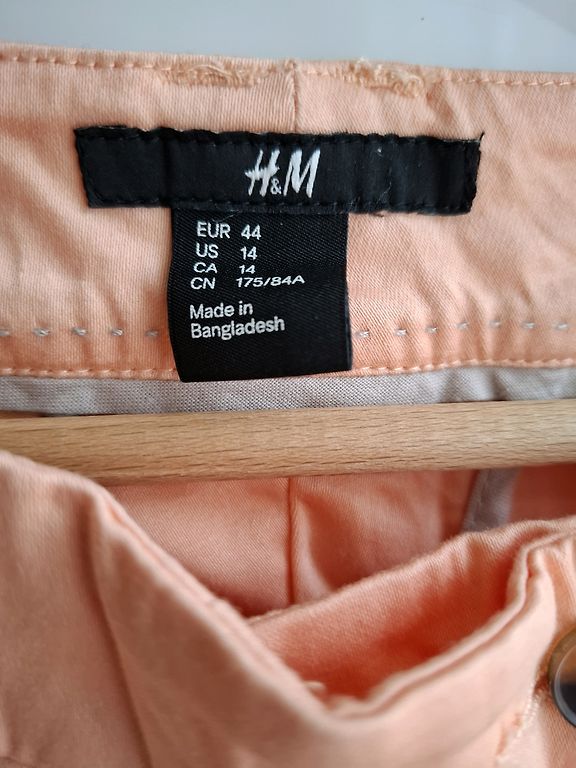 H&M
EUR 44
US 14
CA 14
CN 175/84A
Made in
Bangladesh